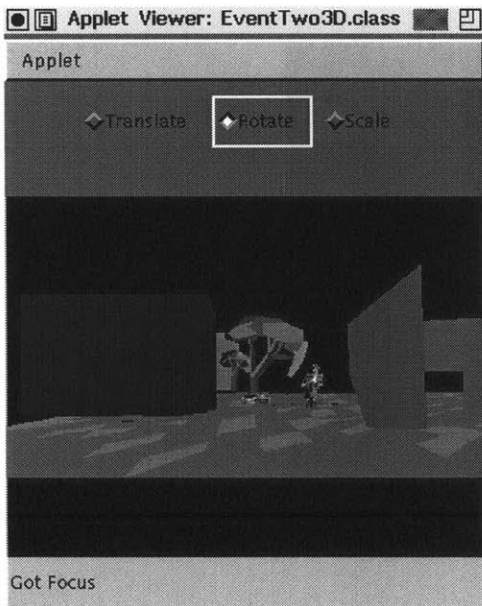 Applet Viewer: EventTwo3D.class
Applet
Translate Rotate Scale
Got Focus